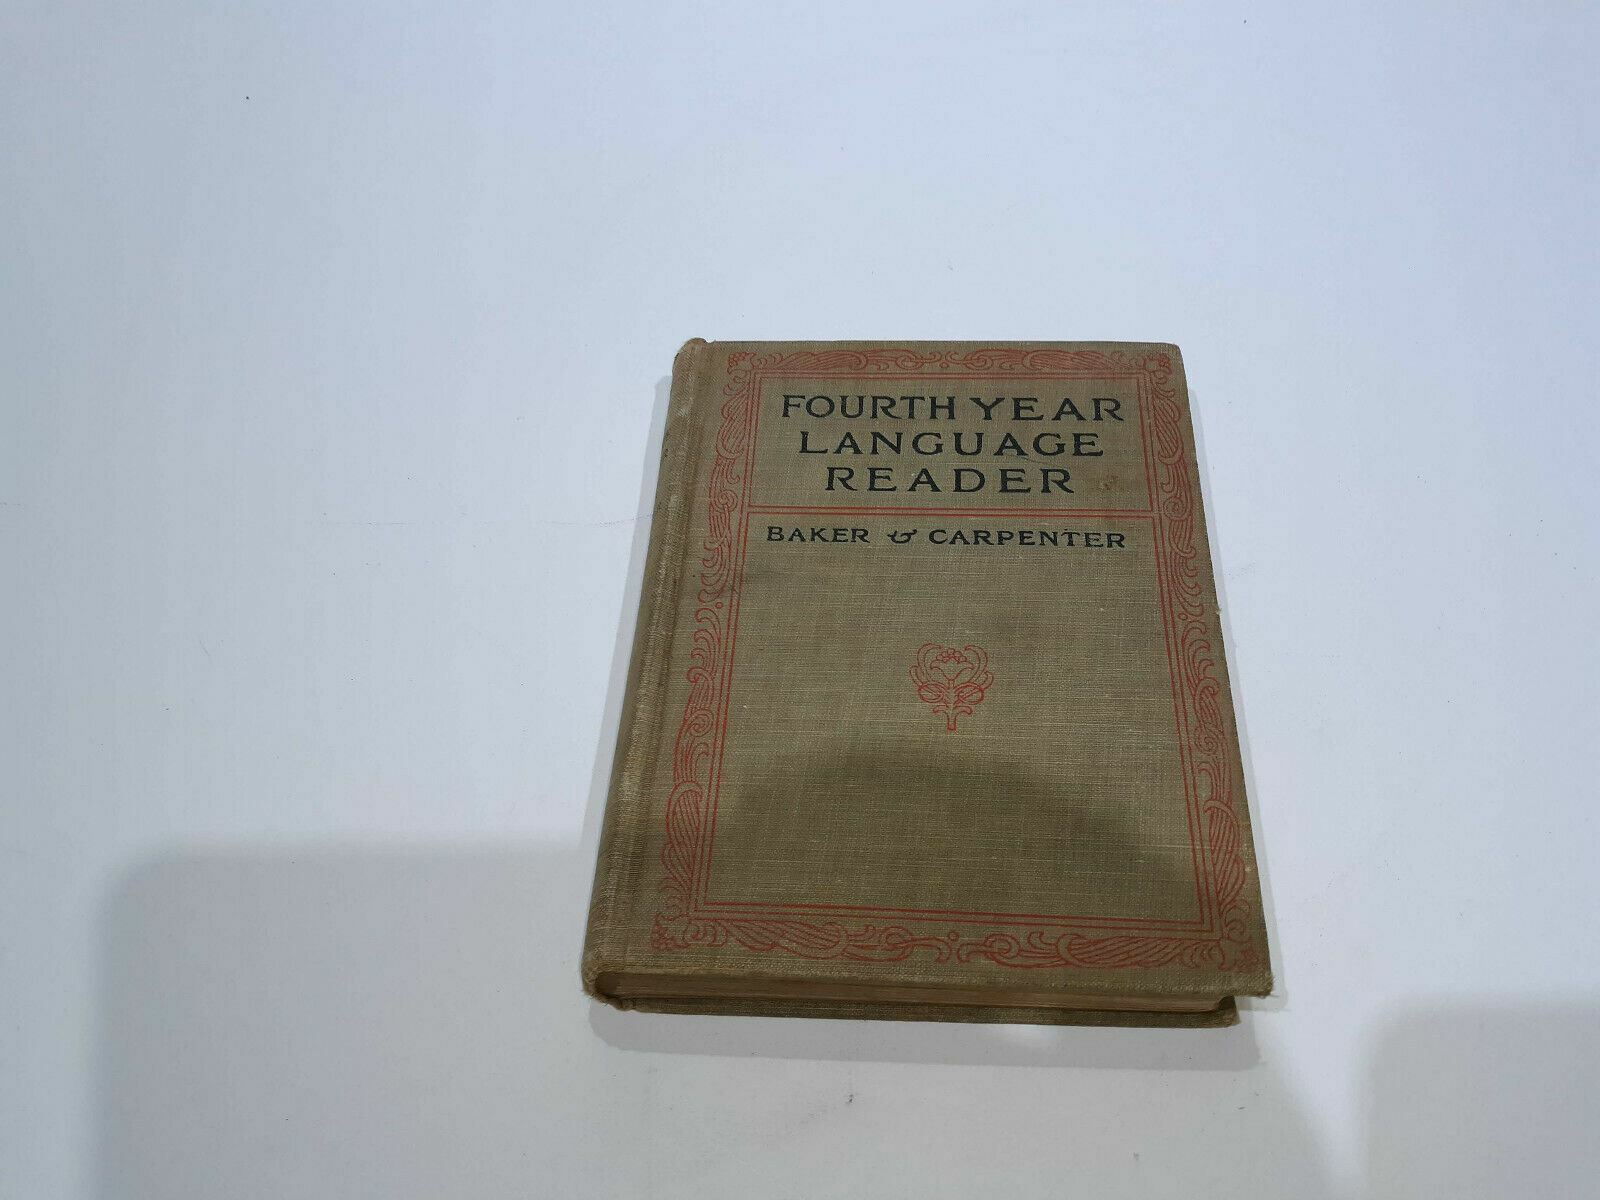 FOURTH YEAR
LANGUAGE
READER
BAKER & CARPENTER